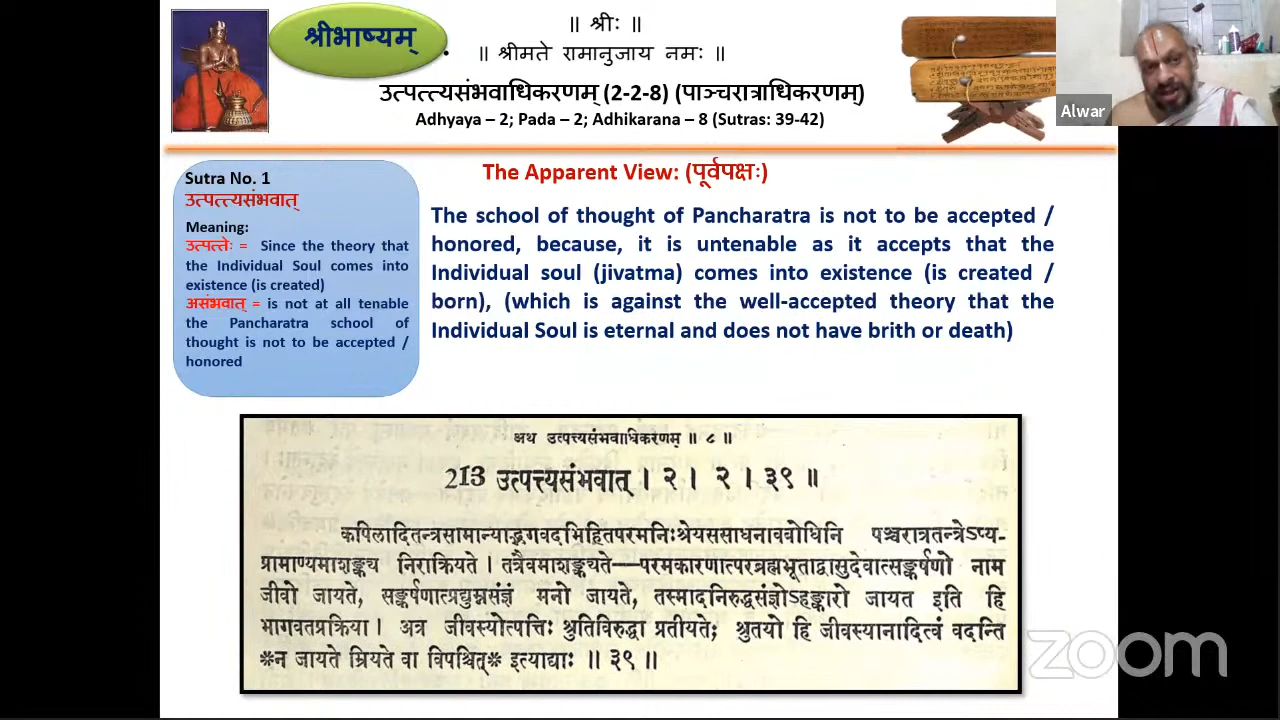 श्रीभाष्यम्
॥ श्रीः ॥
॥ श्रीमते रामानुजाय नमः ॥
उत्पत्त्यसंभवाधिकरणम् (2-2-8) (पाञ्चरात्राधिकरणम्)
Adhyaya – 2; Pada – 2; Adhikarana – 8 (Sutras: 39-42)
Alwar
Sutra No. 1
उत्पत्त्यसंभवात्
Meaning:
उत्पत्तेः = Since the theory that
the Individual Soul comes into
existence (is created)
असंभवात् = is not at all tenable
the Pancharatra school of
thought is not to be accepted /
honored
The Apparent View: (पूर्वपक्षः)
The school of thought of Pancharatra is not to be accepted /
honored, because, it is untenable as it accepts that the
Individual soul (jivatma) comes into existence (is created /
born), (which is against the well-accepted theory that the
Individual Soul is eternal and does not have brith or death)
अथ उत्पत्त्यसंभवाधिकरणम् ॥ ८ ॥
213 उत्पत्त्यसंभवात् । २ । २ । ३९ ॥
कपिलादितन्त्रसामान्याद्भगवदभिहितपरमनिःश्रेयससाधनावबोधिनि पञ्चरात्रतन्त्रेऽप्य-
प्रामाण्यमाशङ्क्य निराक्रियते । तत्रैवमाशङ्क्यते—परमकारणात्परब्रह्मभूताद्वासुदेवात्सङ्कर्षणो नाम
जीवो जायते, सङ्कर्षणात्प्रद्युम्नसंज्ञं मनो जायते, तस्मादनिरुद्धसंज्ञोऽहङ्कारो जायत इति हि
भागवतप्रक्रिया । अत्र जीवस्योत्पत्तिः श्रुतिविरुद्धा प्रतीयते; श्रुतयो हि जीवस्यानादित्वं वदन्ति
※न जायते म्रियते वा विपश्चित्※ इत्याद्याः ॥ ३९ ॥
zoom